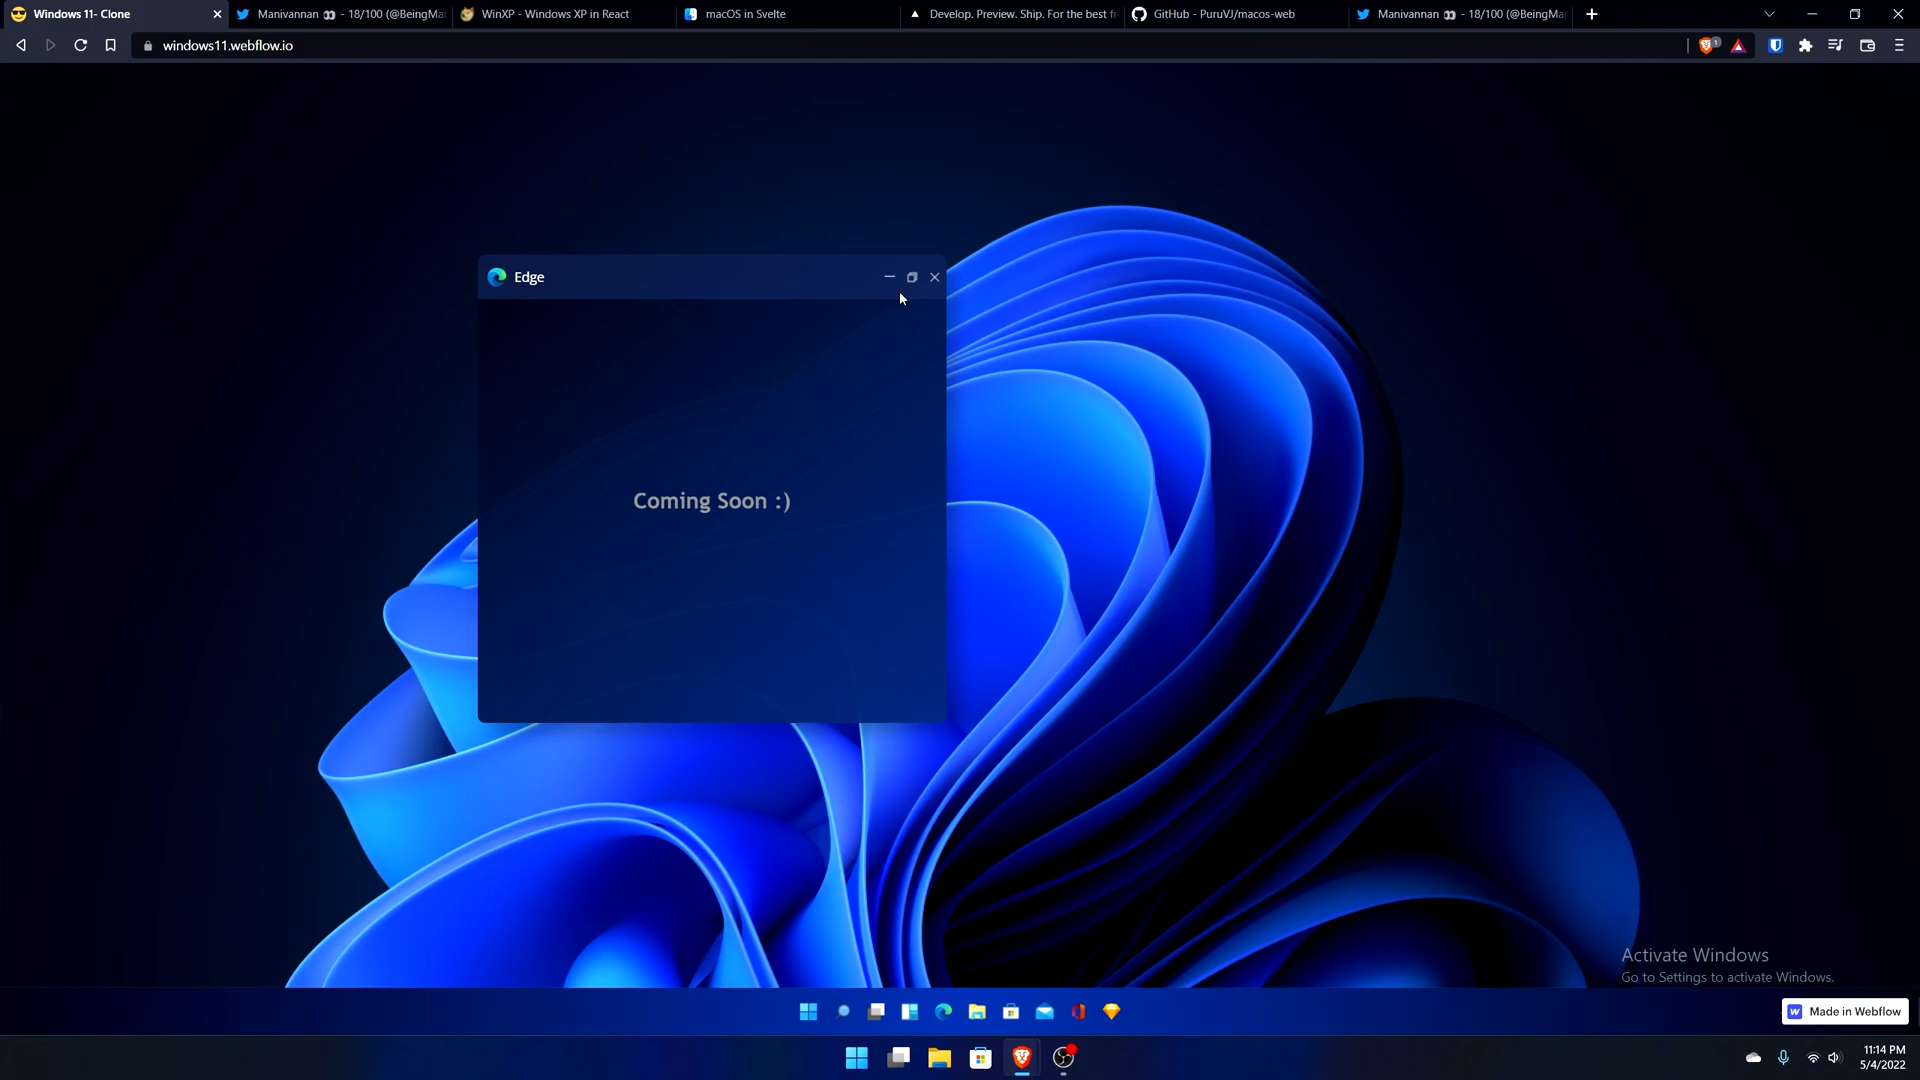 Windows 11- Clone
Manivannan 👀 - 18/100 (@BeingMa
WinXP - Windows XP in React
macOS in Svelte
Develop. Preview. Ship. For the best fr
GitHub - PuruVJ/macos-web
Manivannan 👀 - 18/100 (@BeingMa
windows11.webflow.io
1
Edge
Coming Soon :)
Activate Windows
Go to Settings to activate Windows.
Made in Webflow
11:14 PM
5/4/2022